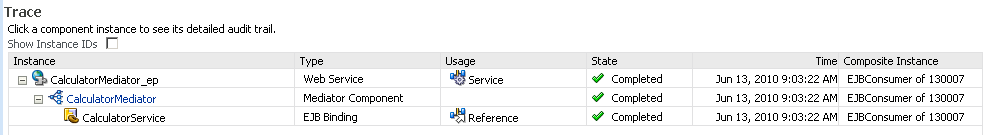 Trace
Click a component instance to see its detailed audit trail.
Show Instance IDs
Instance Type Usage State Time Composite Instance
CalculatorMediator_ep Web Service Service Completed Jun 13, 2010 9:03:22 AM EJBConsumer of 130007
CalculatorMediator Mediator Component Completed Jun 13, 2010 9:03:22 AM EJBConsumer of 130007
CalculatorService EJB Binding Reference Completed Jun 13, 2010 9:03:22 AM EJBConsumer of 130007